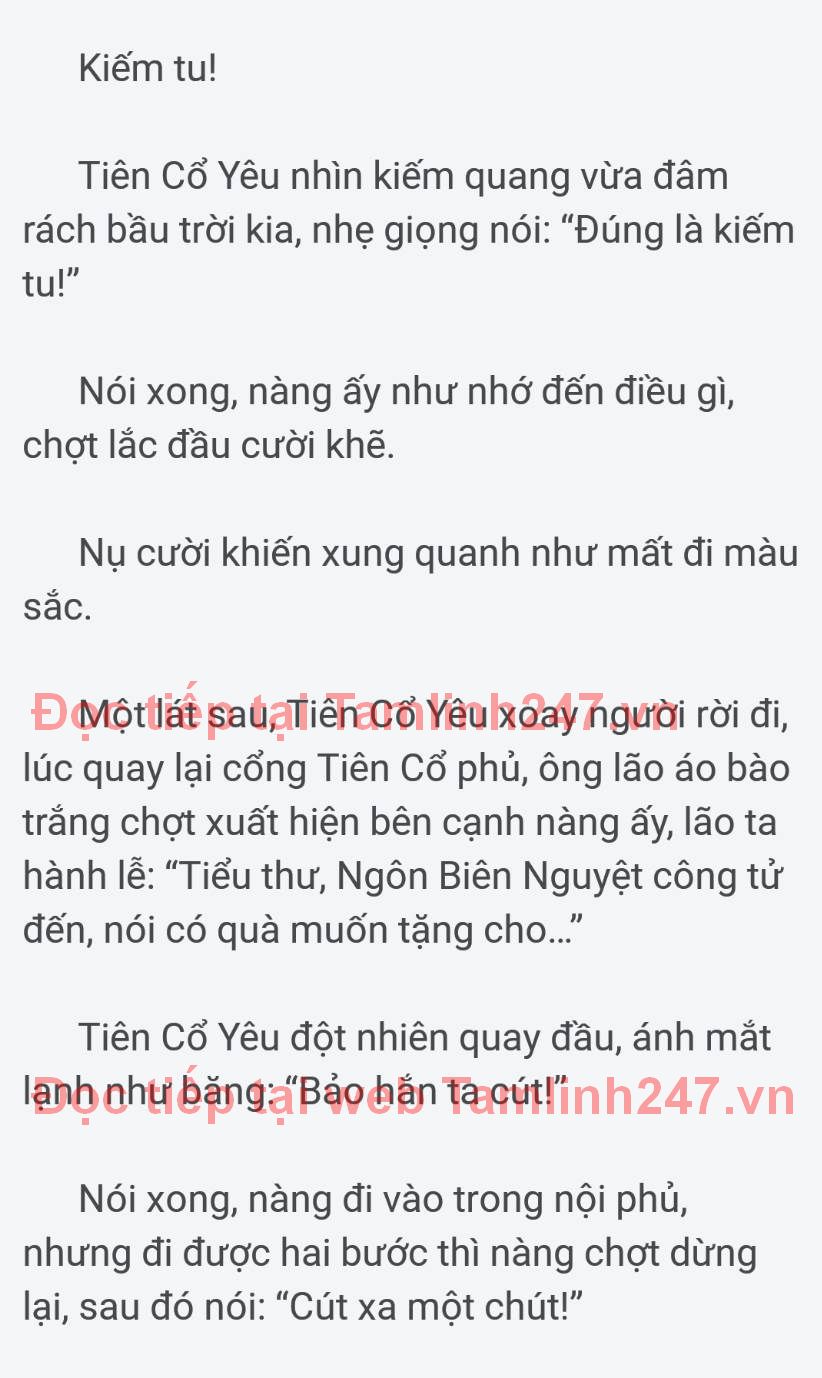 Kiếm tu!
Tiên Cổ Yêu nhìn kiếm quang vừa đâm
rách bầu trời kia, nhẹ giọng nói: “Đúng là kiếm
tu!”
Nói xong, nàng ấy như nhớ đến điều gì,
chợt lắc đầu cười khẽ.
Nụ cười khiến xung quanh như mất đi màu
sắc.
Một lát sau, Tiên Cổ Yêu xoay người rời đi,
Đọc tiếp tại Tamlinh247.vn
lúc quay lại cổng Tiên Cổ phủ, ông lão áo bào
trắng chợt xuất hiện bên cạnh nàng ấy, lão ta
hành lễ: “Tiểu thư, Ngôn Biên Nguyệt công tử
đến, nói có quà muốn tặng cho...”
Tiên Cổ Yêu đột nhiên quay đầu, ánh mắt
lạnh như băng: “Bảo hắn ta cút!”
Đọc tiếp tại web Tamlinh247.vn
Nói xong, nàng đi vào trong nội phủ,
nhưng đi được hai bước thì nàng chợt dừng
lại, sau đó nói: “Cút xa một chút!”